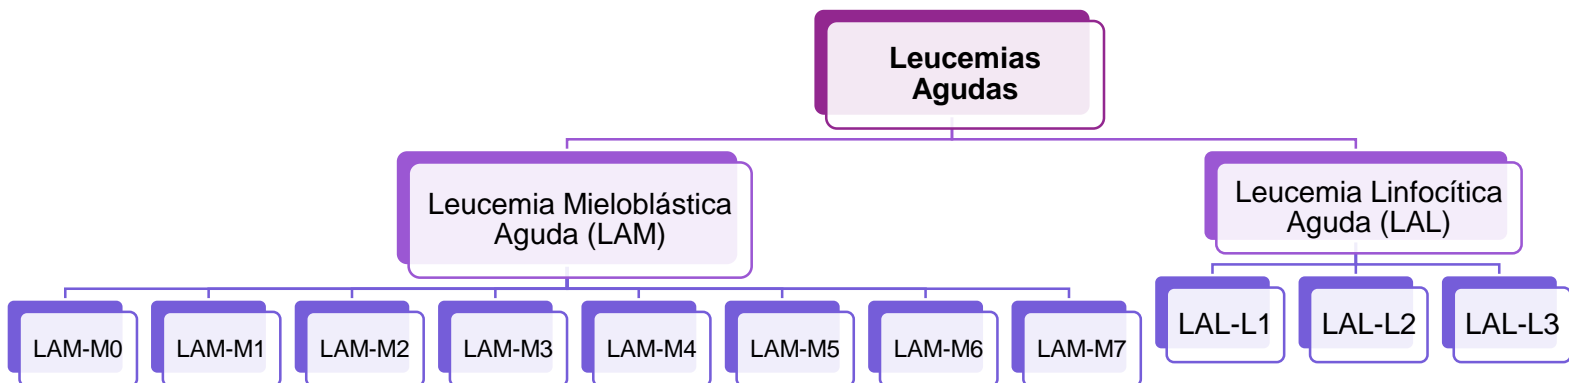 Leucemias
Agudas
Leucemia Mieloblástica
Aguda (LAM)
Leucemia Linfocítica
Aguda (LAL)
LAM-M0
LAM-M1
LAM-M2
LAM-M3
LAM-M4
LAM-M5
LAM-M6
LAM-M7
LAL-L1
LAL-L2
LAL-L3